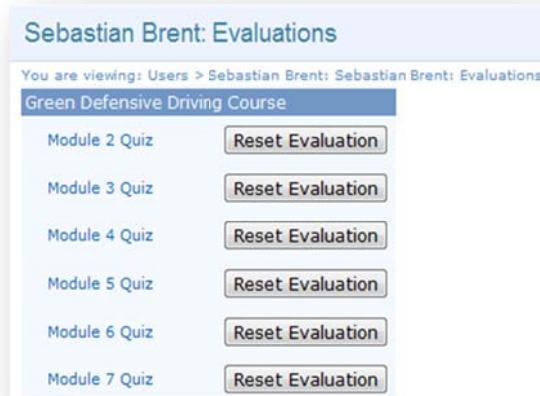 Sebastian Brent: Evaluations
You are viewing: Users > Sebastian Brent: Sebastian Brent: Evaluations
Green Defensive Driving Course
Module 2 Quiz Reset Evaluation
Module 3 Quiz Reset Evaluation
Module 4 Quiz Reset Evaluation
Module 5 Quiz Reset Evaluation
Module 6 Quiz Reset Evaluation
Module 7 Quiz Reset Evaluation